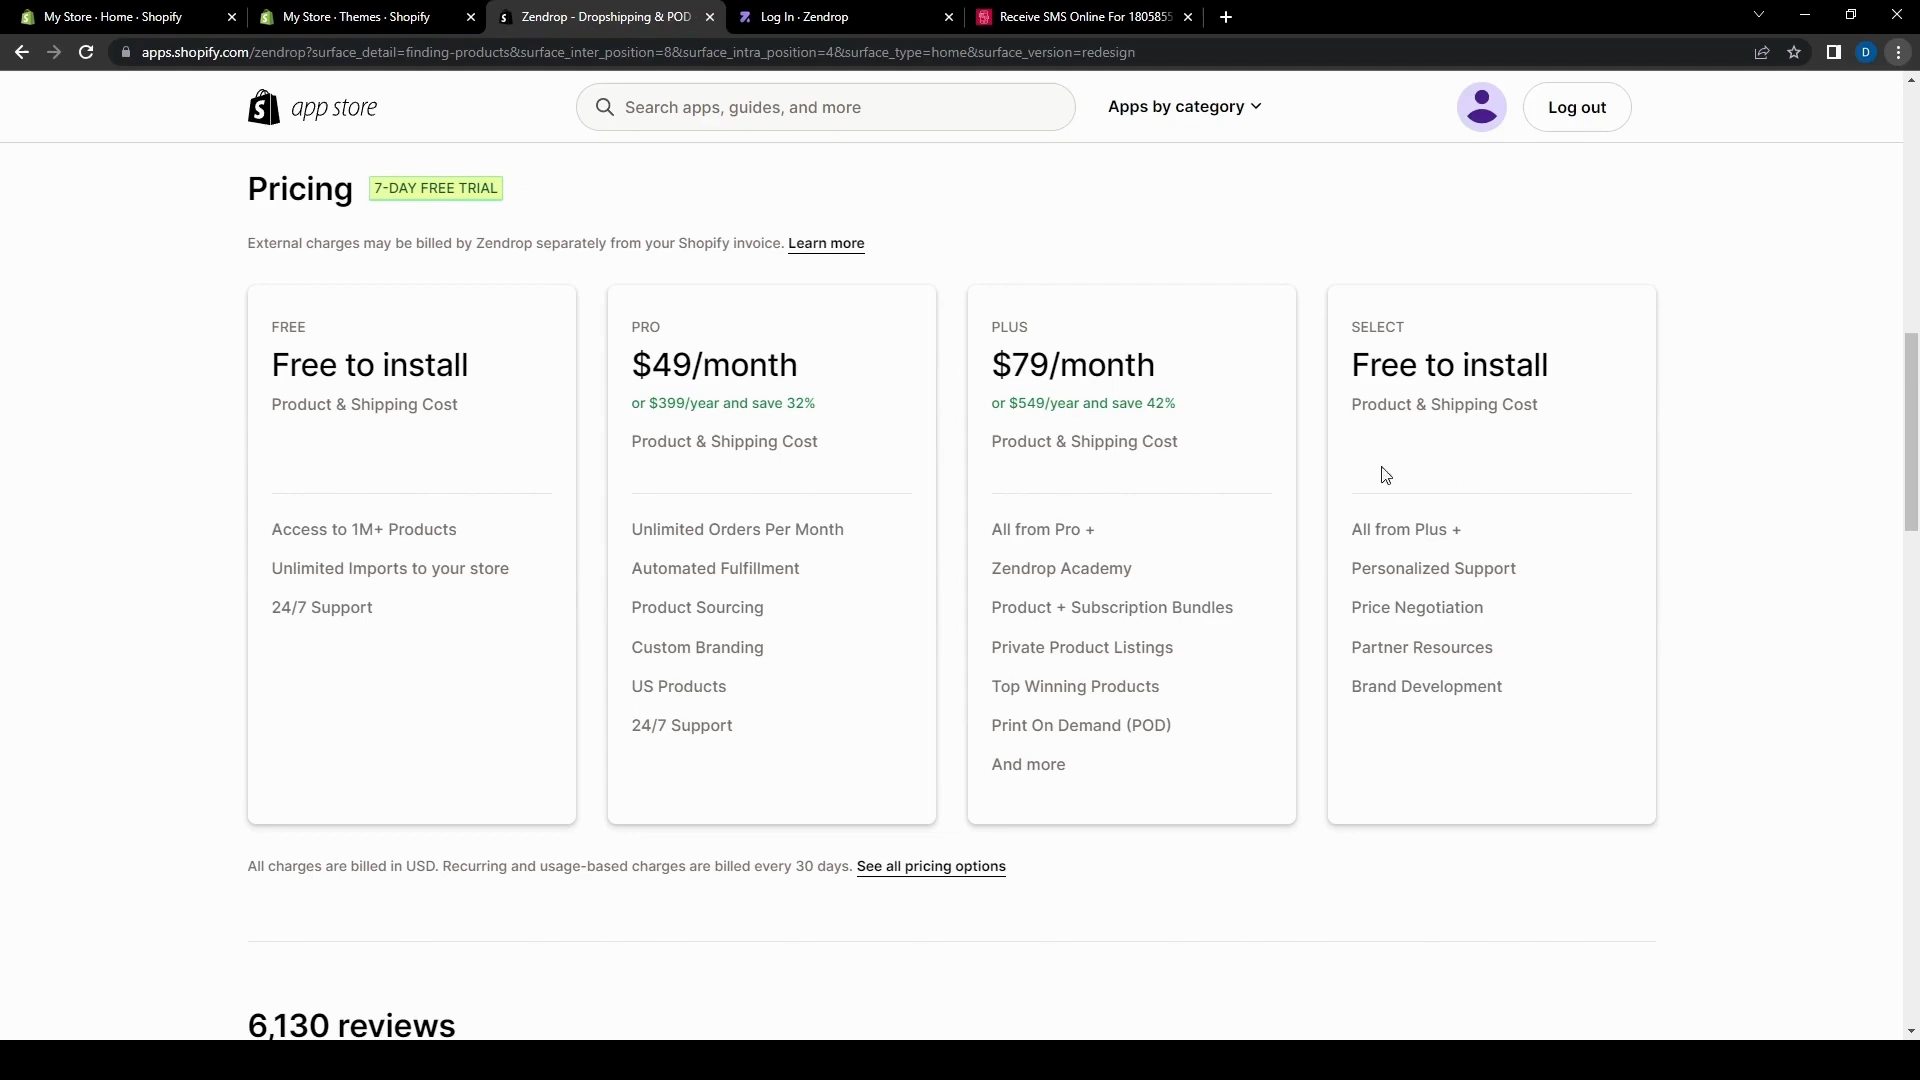 My Store · Home · Shopify
My Store · Themes · Shopify
Zendrop - Dropshipping & POD
Log In · Zendrop
Receive SMS Online For 1805855
apps.shopify.com/zendrop?surface_detail=finding-products&surface_inter_position=8&surface_intra_position=4&surface_type=home&surface_version=redesign
D
app store
Search apps, guides, and more
Apps by category
Log out
Pricing
7-DAY FREE TRIAL
External charges may be billed by Zendrop separately from your Shopify invoice. Learn more
FREE
Free to install
Product & Shipping Cost
Access to 1M+ Products
Unlimited Imports to your store
24/7 Support
PRO
$49/month
or $399/year and save 32%
Product & Shipping Cost
Unlimited Orders Per Month
Automated Fulfillment
Product Sourcing
Custom Branding
US Products
24/7 Support
PLUS
$79/month
or $549/year and save 42%
Product & Shipping Cost
All from Pro +
Zendrop Academy
Product + Subscription Bundles
Private Product Listings
Top Winning Products
Print On Demand (POD)
And more
SELECT
Free to install
Product & Shipping Cost
All from Plus +
Personalized Support
Price Negotiation
Partner Resources
Brand Development
All charges are billed in USD. Recurring and usage-based charges are billed every 30 days. See all pricing options
6,130 reviews